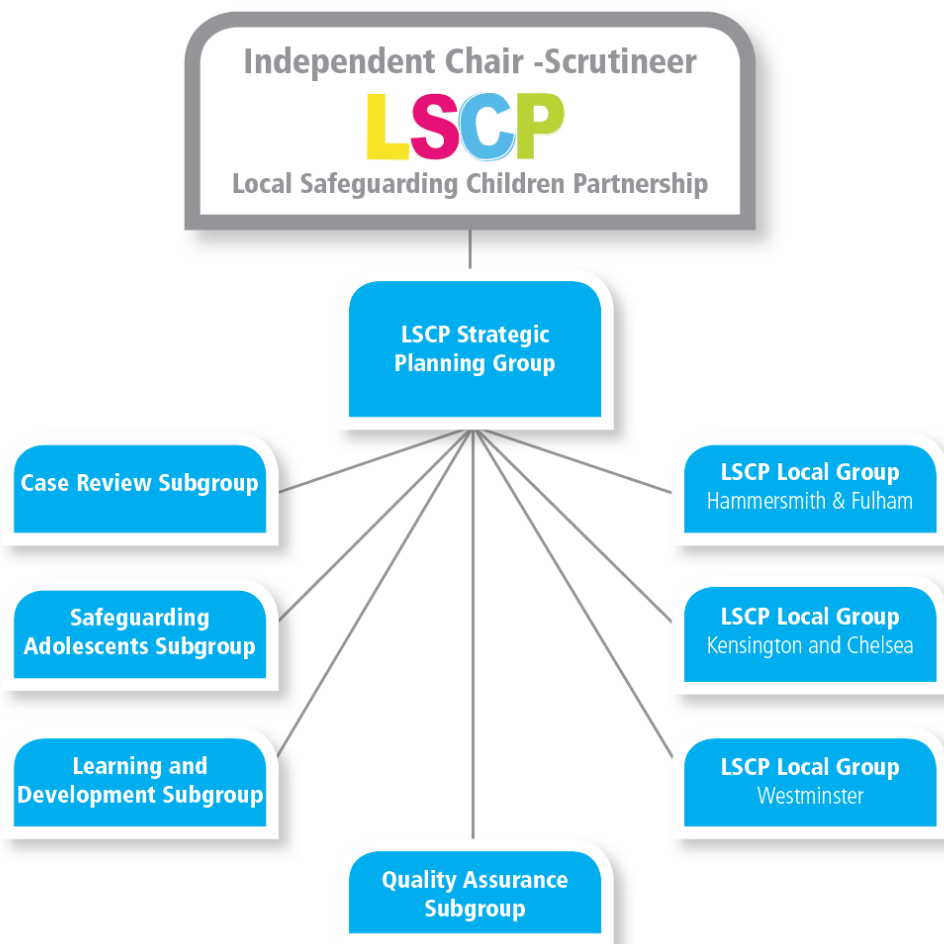 Independent Chair -Scrutineer
LSCP
Local Safeguarding Children Partnership
LSCP Strategic
Planning Group
Case Review Subgroup
Safeguarding
Adolescents Subgroup
Learning and
Development Subgroup
LSCP Local Group
Hammersmith & Fulham
LSCP Local Group
Kensington and Chelsea
LSCP Local Group
Westminster
Quality Assurance
Subgroup